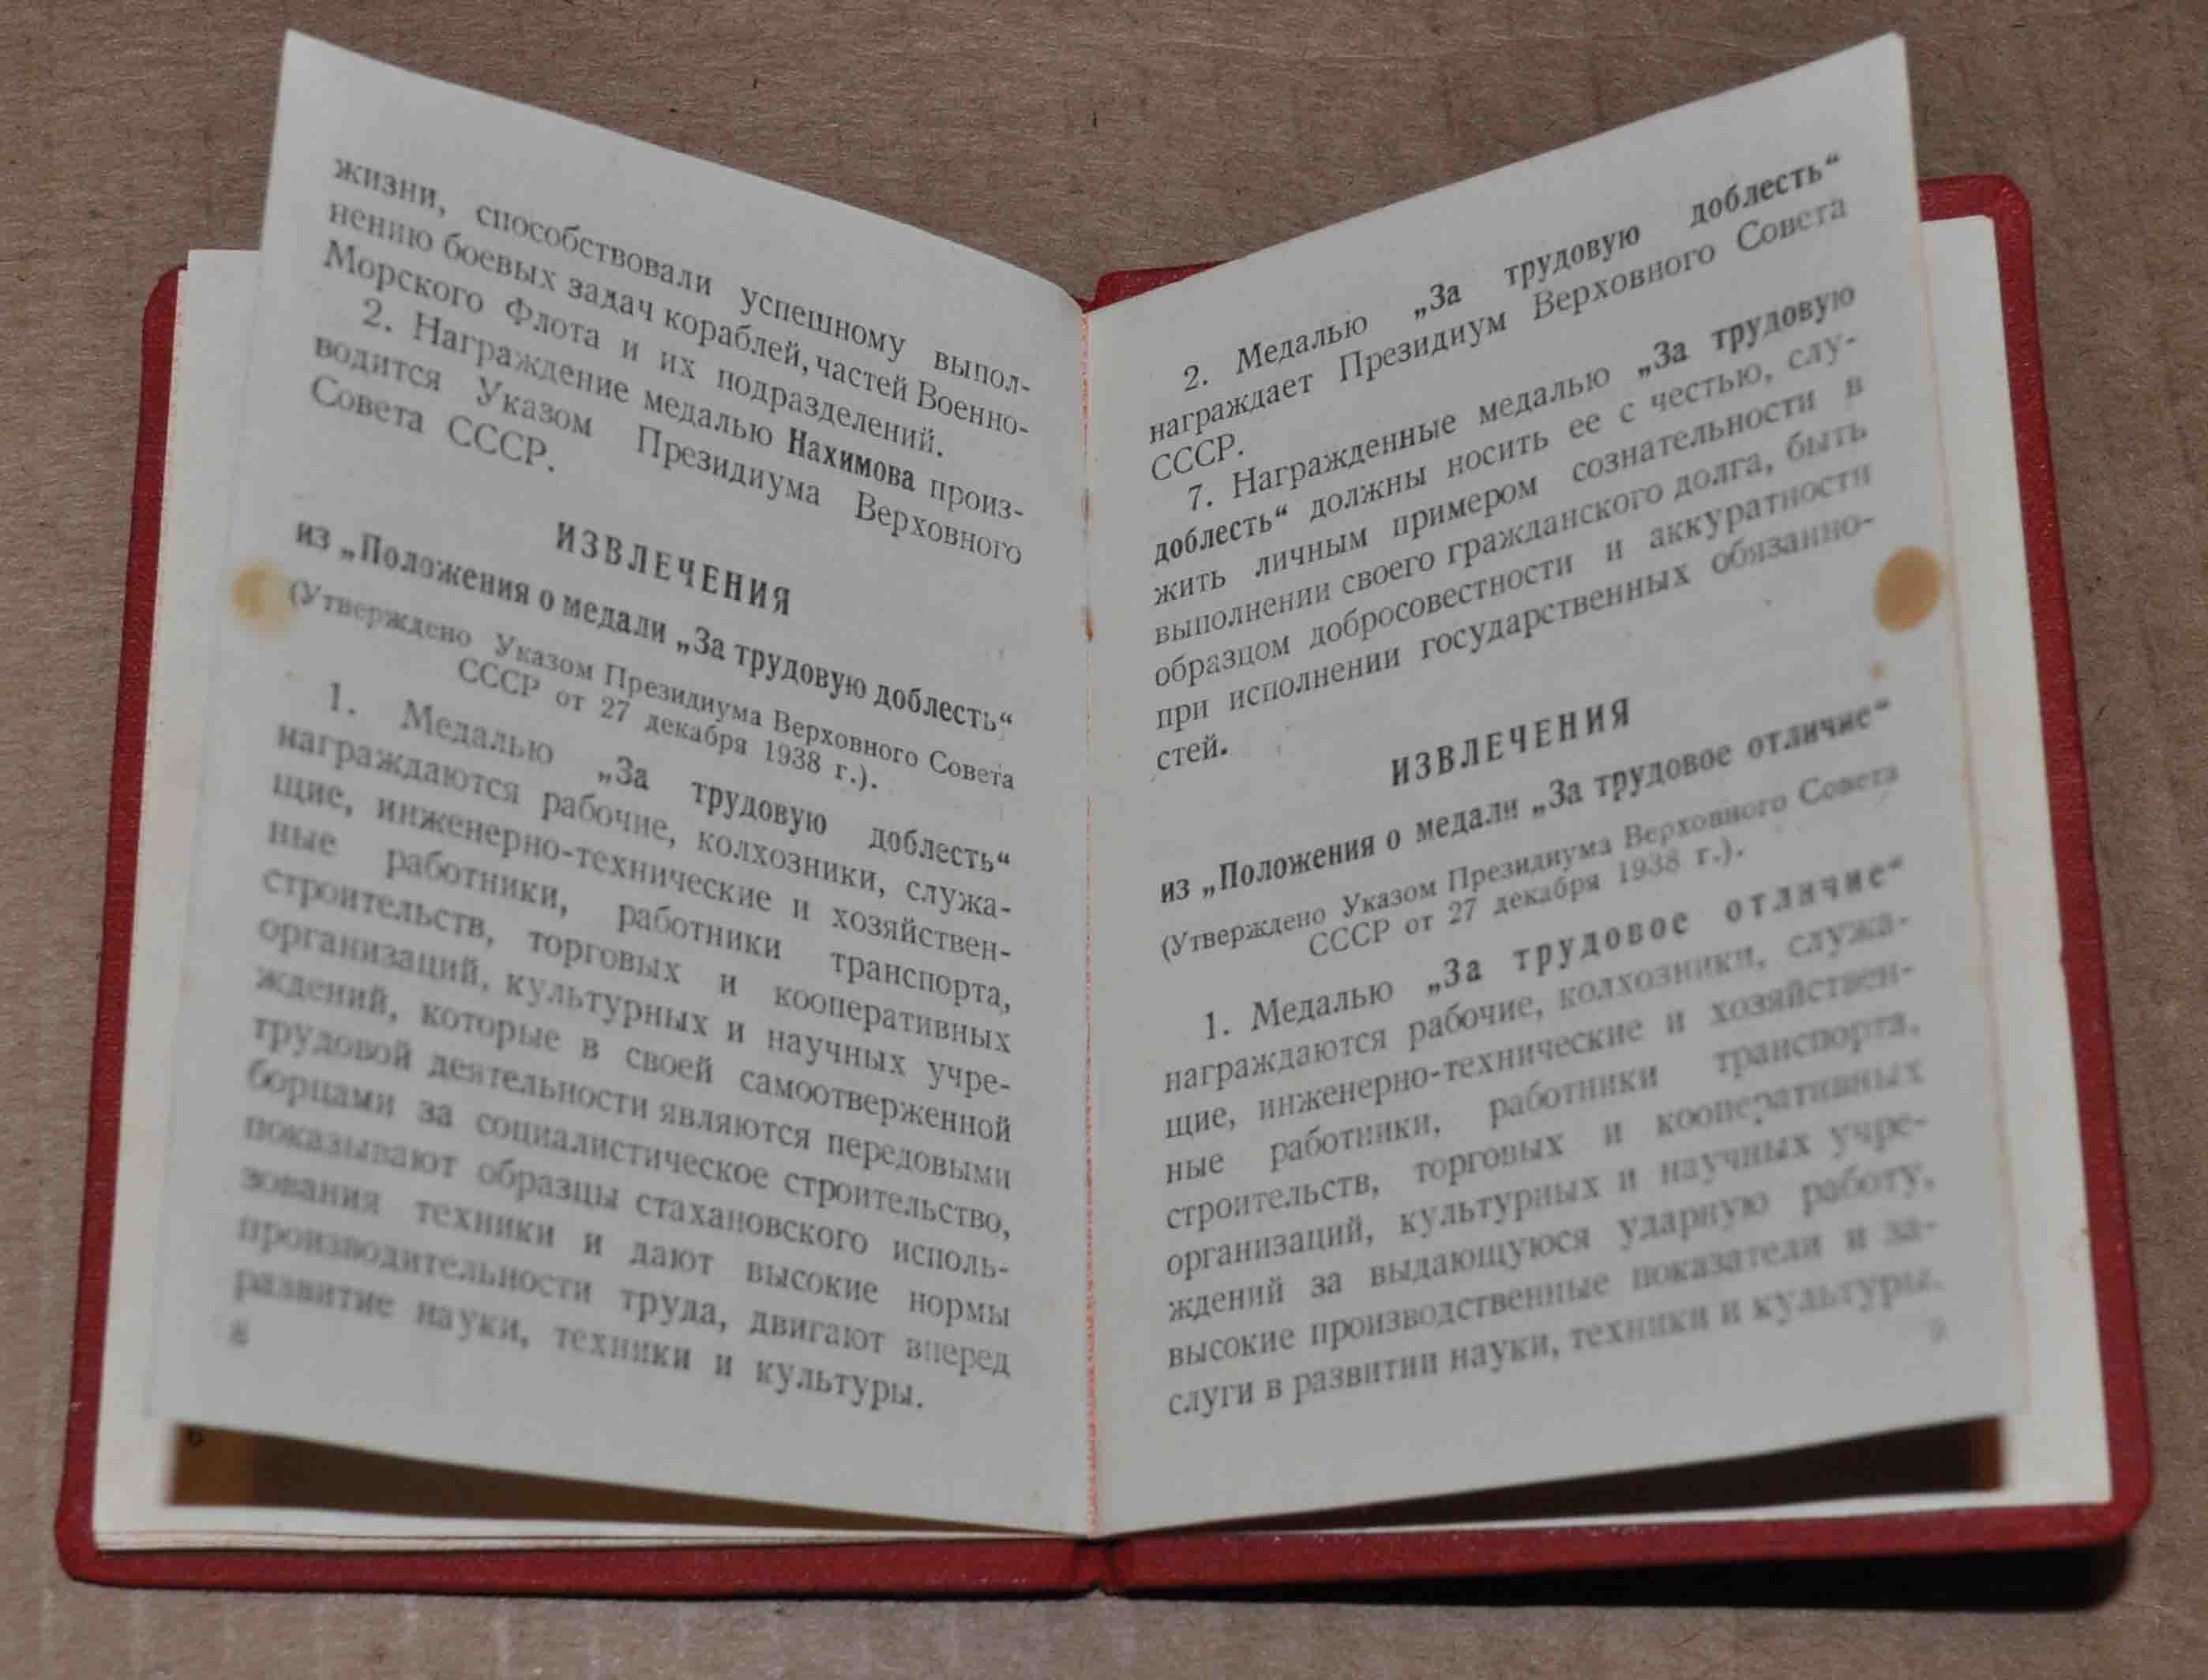 жизни, способствовали успешному выпол-
нению боевых задач кораблей, частей Военно-
Морского Флота и их подразделений.
2. Награждение медалью Нахимова произ-
водится Указом Президиума Верховного
Совета СССР.
ИЗВЛЕЧЕНИЯ
из „Положения о медали „За трудовую доблесть“
(Утверждено Указом Президиума Верховного Совета
СССР от 27 декабря 1938 г.).
1. Медалью „За трудовую доблесть“
награждаются рабочие, колхозники, служа-
щие, инженерно-технические и хозяйствен-
ные работники, работники транспорта,
строительств, торговых и кооперативных
организаций, культурных и научных учре-
ждений, которые в своей самоотверженной
трудовой деятельности являются передовыми
борцами за социалистическое строительство,
показывают образцы стахановского исполь-
зования техники и дают высокие нормы
производительности труда, двигают вперед
развитие науки, техники и культуры.
8
2. Медалью „За трудовую доблесть“
награждает Президиум Верховного Совета
СССР.
7. Награжденные медалью „За трудовую
доблесть“ должны носить ее с честью, слу-
жить личным примером сознательности в
выполнении своего гражданского долга, быть
образцом добросовестности и аккуратности
при исполнении государственных обязанно-
стей.
ИЗВЛЕЧЕНИЯ
из „Положения о медали „За трудовое отличие“
(Утверждено Указом Президиума Верховного Совета
СССР от 27 декабря 1938 г.).
1. Медалью „За трудовое отличие“
награждаются рабочие, колхозники, служа-
щие, инженерно-технические и хозяйствен-
ные работники, работники транспорта,
строительств, торговых и кооперативных
организаций, культурных и научных учре-
ждений за выдающуюся ударную работу,
высокие производственные показатели и за-
слуги в развитии науки, техники и культуры.
9